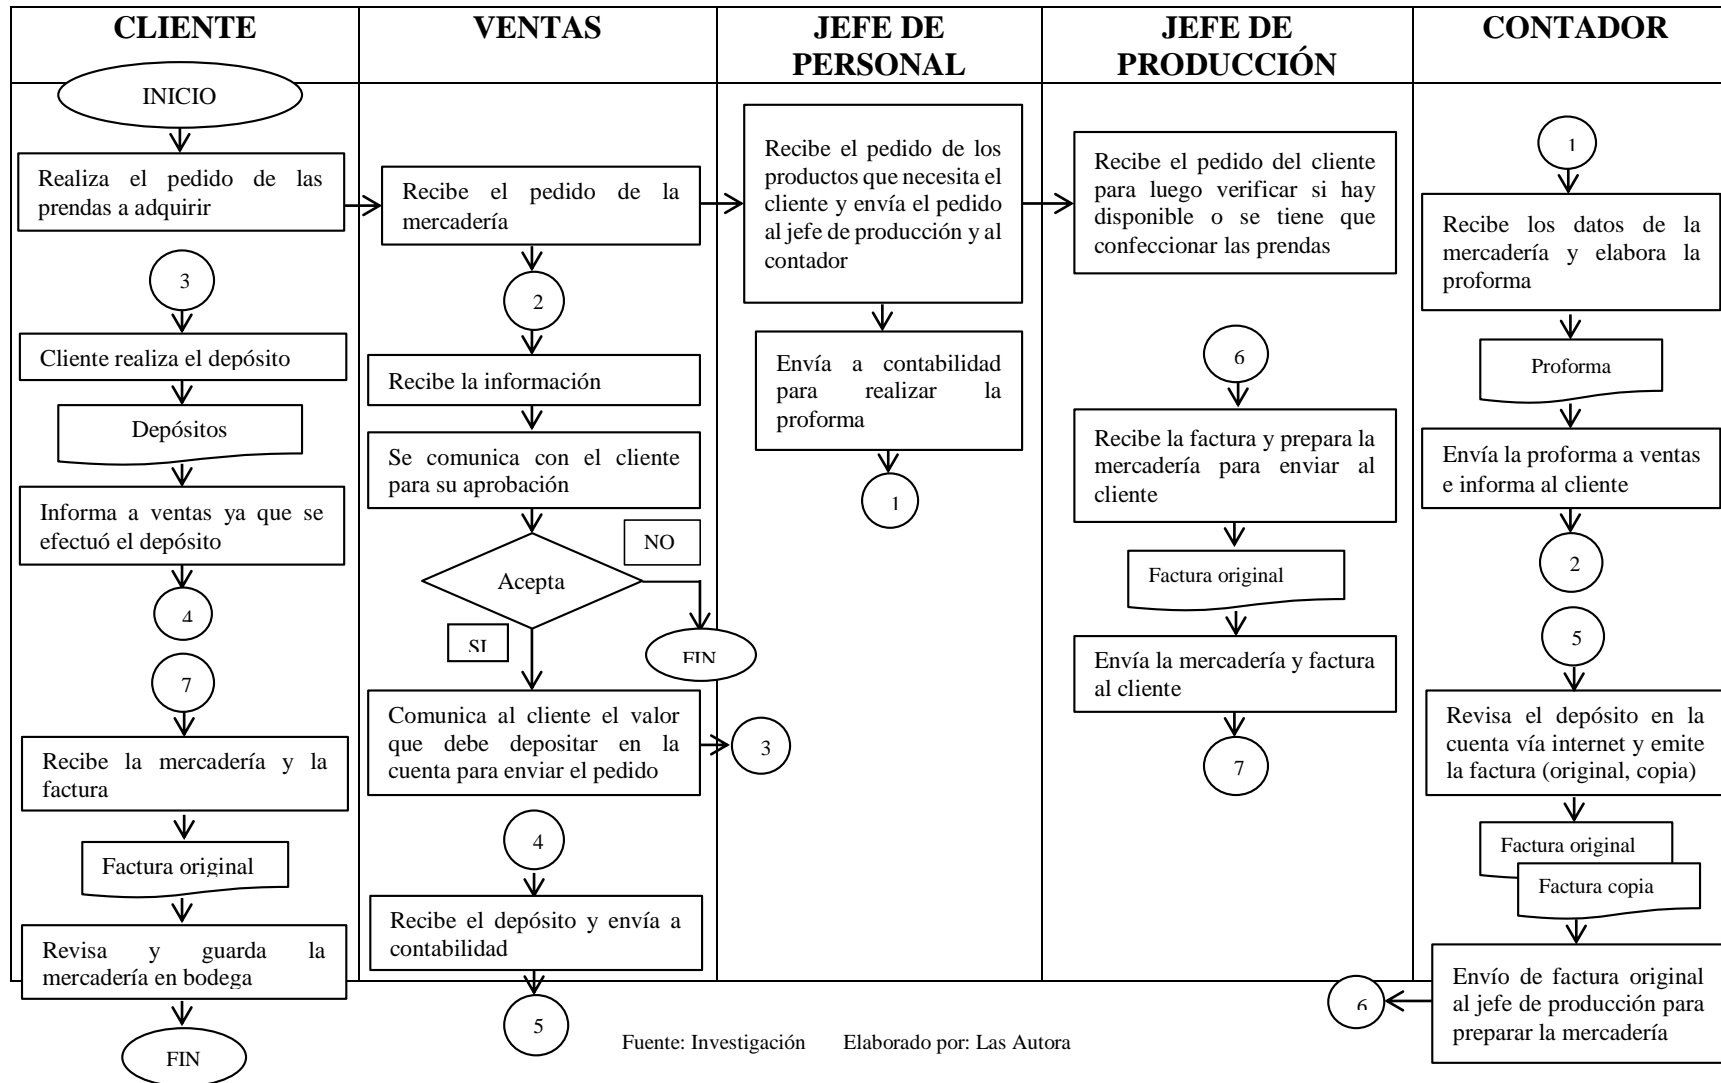 CLIENTE
VENTAS
JEFE DE
PERSONAL
JEFE DE
PRODUCCIÓN
CONTADOR
INICIO
Realiza el pedido de las
prendas a adquirir
3
Cliente realiza el depósito
Depósitos
Informa a ventas ya que se
efectuó el depósito
4
7
Recibe la mercadería y la
factura
Factura original
Revisa y guarda la
mercadería en bodega
FIN
Recibe el pedido de la
mercadería
2
Recibe la información
Se comunica con el cliente
para su aprobación
Acepta
NO
SI
FIN
Comunica al cliente el valor
que debe depositar en la
cuenta para enviar el pedido
3
4
Recibe el depósito y envía a
contabilidad
5
Recibe el pedido de los
productos que necesita el
cliente y envía el pedido
al jefe de producción y al
contador
Envía a contabilidad
para realizar la
proforma
1
Recibe el pedido del cliente
para luego verificar si hay
disponible o se tiene que
confeccionar las prendas
6
Recibe la factura y prepara la
mercadería para enviar al
cliente
Factura original
Envía la mercadería y factura
al cliente
7
1
Recibe los datos de la
mercadería y elabora la
proforma
Proforma
Envía la proforma a ventas
e informa al cliente
2
5
Revisa el depósito en la
cuenta vía internet y emite
la factura (original, copia)
Factura original
Factura copia
Envío de factura original
al jefe de producción para
preparar la mercadería
6
Fuente: Investigación Elaborado por: Las Autora